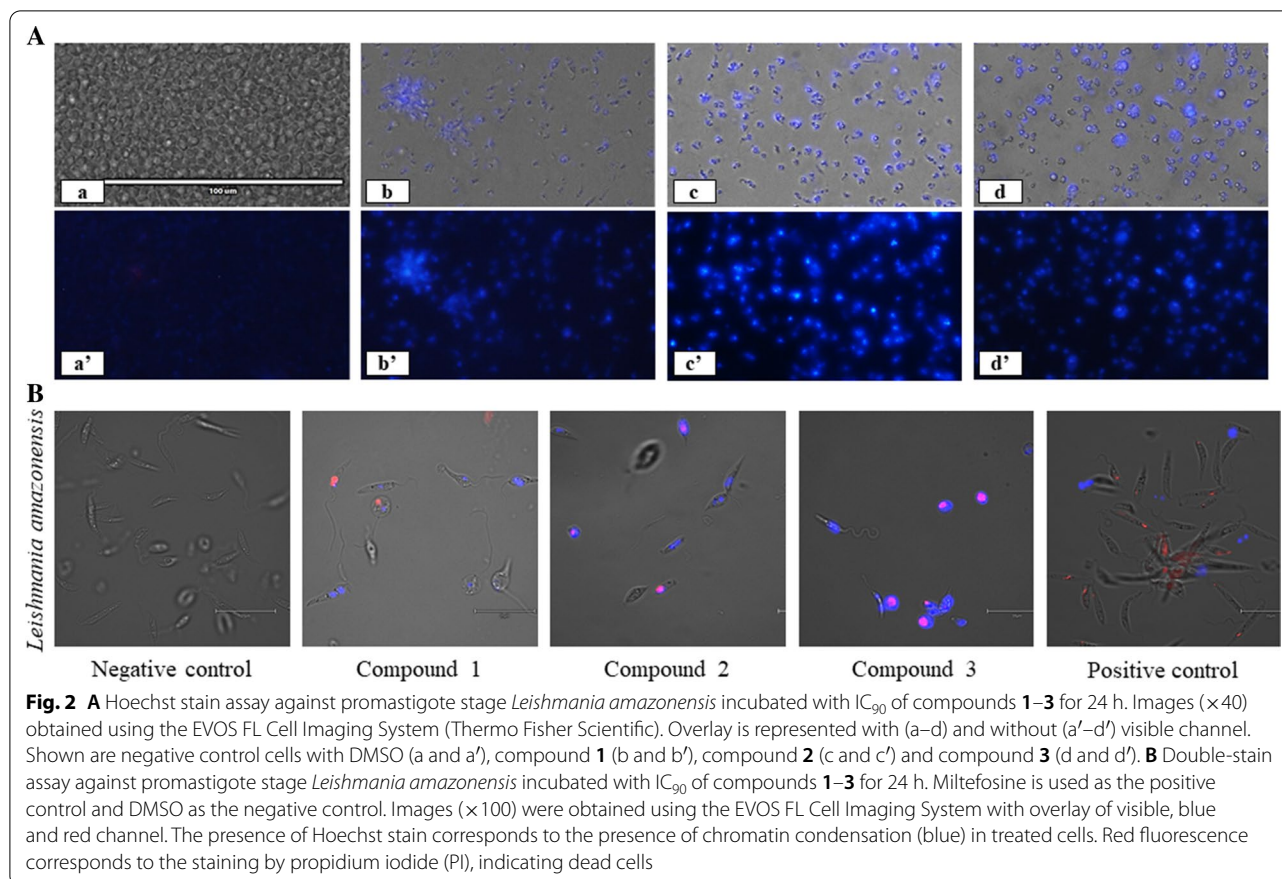 A
a
100 um
b
c
d
a'
b'
c'
d'
B
Leishmania amazonensis
Negative control
Compound 1
Compound 2
Compound 3
Positive control
Fig. 2 A Hoechst stain assay against promastigote stage Leishmania amazonensis incubated with IC90 of compounds 1–3 for 24 h. Images (×40)
obtained using the EVOS FL Cell Imaging System (Thermo Fisher Scientific). Overlay is represented with (a–d) and without (a′–d′) visible channel.
Shown are negative control cells with DMSO (a and a′), compound 1 (b and b′), compound 2 (c and c′) and compound 3 (d and d′). B Double-stain
assay against promastigote stage Leishmania amazonensis incubated with IC90 of compounds 1–3 for 24 h. Miltefosine is used as the positive
control and DMSO as the negative control. Images (×100) were obtained using the EVOS FL Cell Imaging System with overlay of visible, blue
and red channel. The presence of Hoechst stain corresponds to the presence of chromatin condensation (blue) in treated cells. Red fluorescence
corresponds to the staining by propidium iodide (PI), indicating dead cells